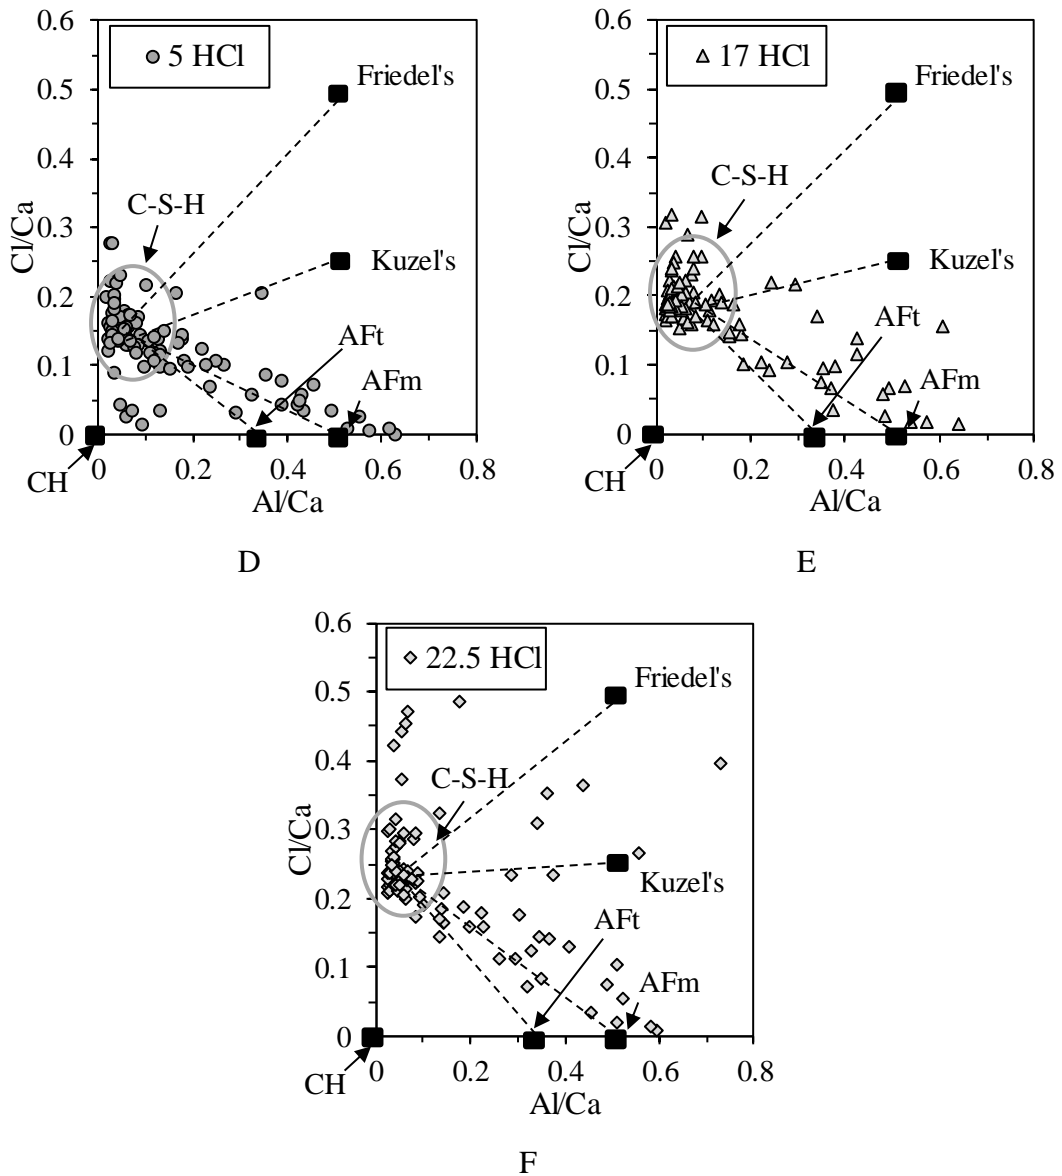 0.6
5 HCl
Friedel's
0.5
0.4
0.3
C-S-H
Kuzel's
0.2
Cl/Ca
0.1
AFt
AFm
0
CH
0 0.2 0.4 0.6 0.8
Al/Ca
D
0.6
17 HCl
Friedel's
0.5
0.4
0.3
C-S-H
Kuzel's
0.2
Cl/Ca
0.1
AFt
AFm
0
CH
0 0.2 0.4 0.6 0.8
Al/Ca
E
0.6
22.5 HCl
Friedel's
0.5
0.4
C-S-H
0.3
Cl/Ca
Kuzel's
0.2
AFt
0.1
AFm
0
CH
0 0.2 0.4 0.6 0.8
Al/Ca
F